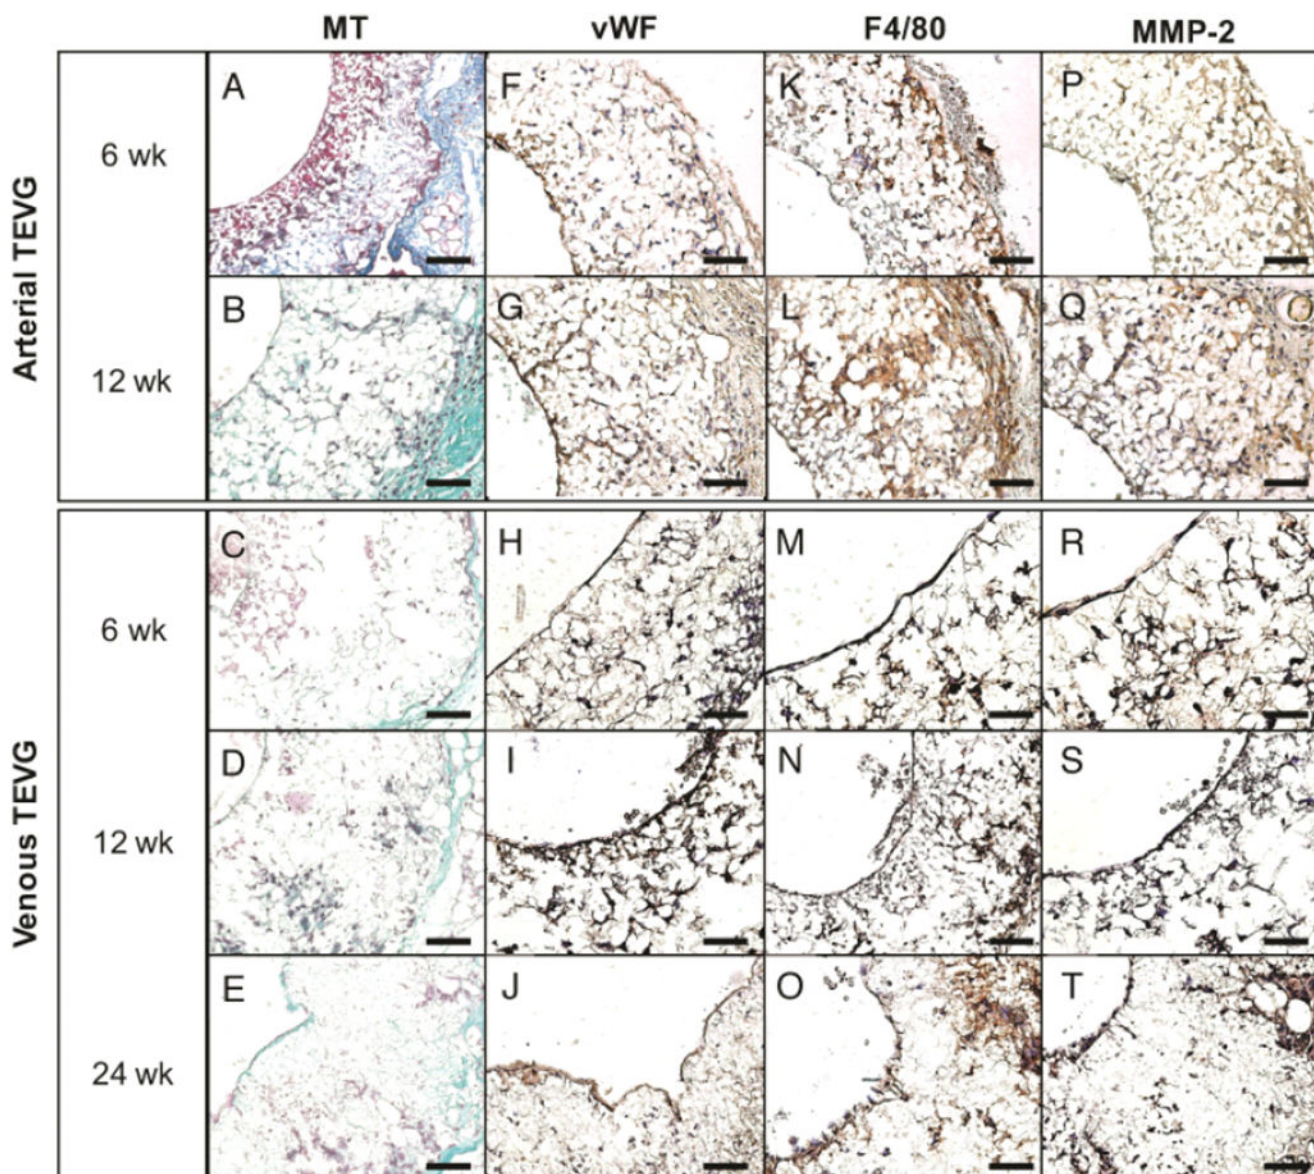 MT vWF F4/80 MMP-2
Arterial TEVG
6 wk A F K P
12 wk B G L Q
Venous TEVG
6 wk C H M R
12 wk D I N S
24 wk E J O T